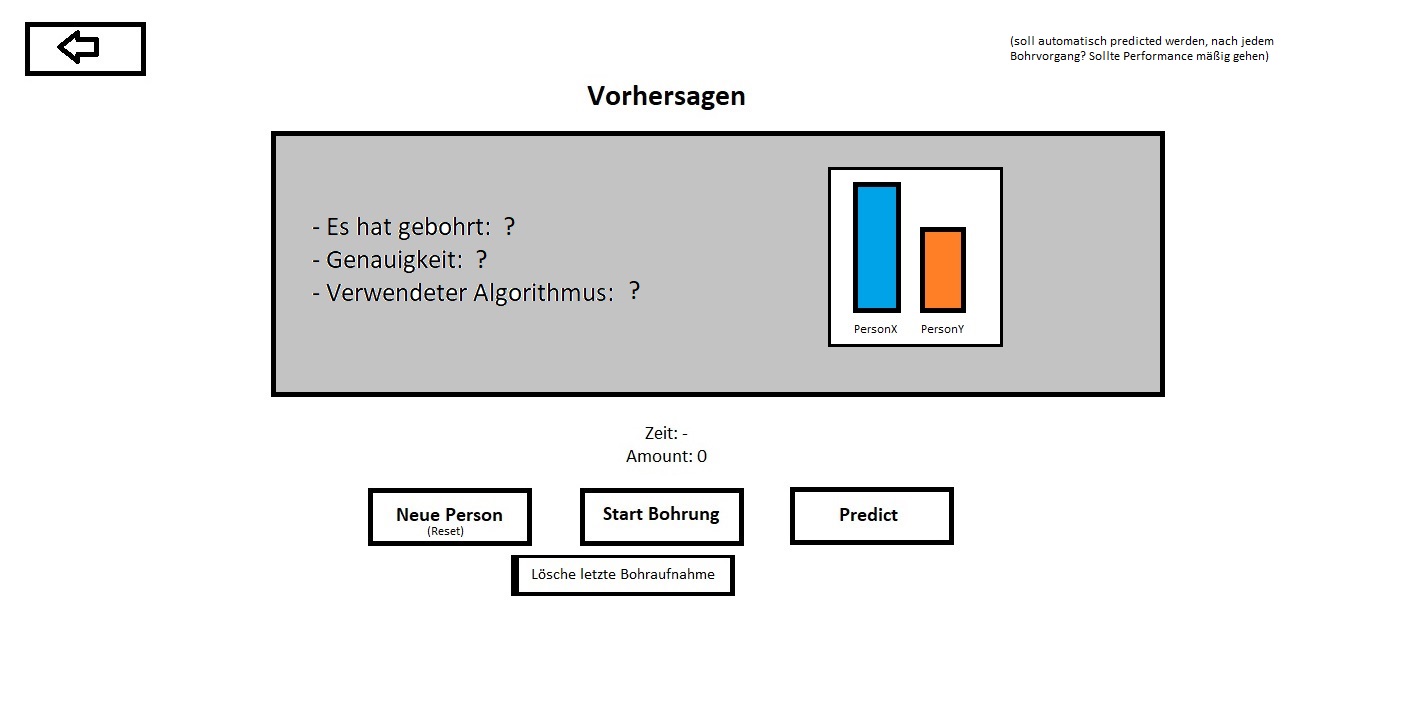 (soll automatisch predicted werden, nach jedem
Bohrvorgang? Sollte Performance mäßig gehen)
Vorhersagen
- Es hat gebohrt: ?
- Genauigkeit: ?
- Verwendeter Algorithmus: ?
PersonX PersonY
Zeit: -
Amount: 0
Neue Person
(Reset)
Start Bohrung
Predict
Lösche letzte Bohraufnahme